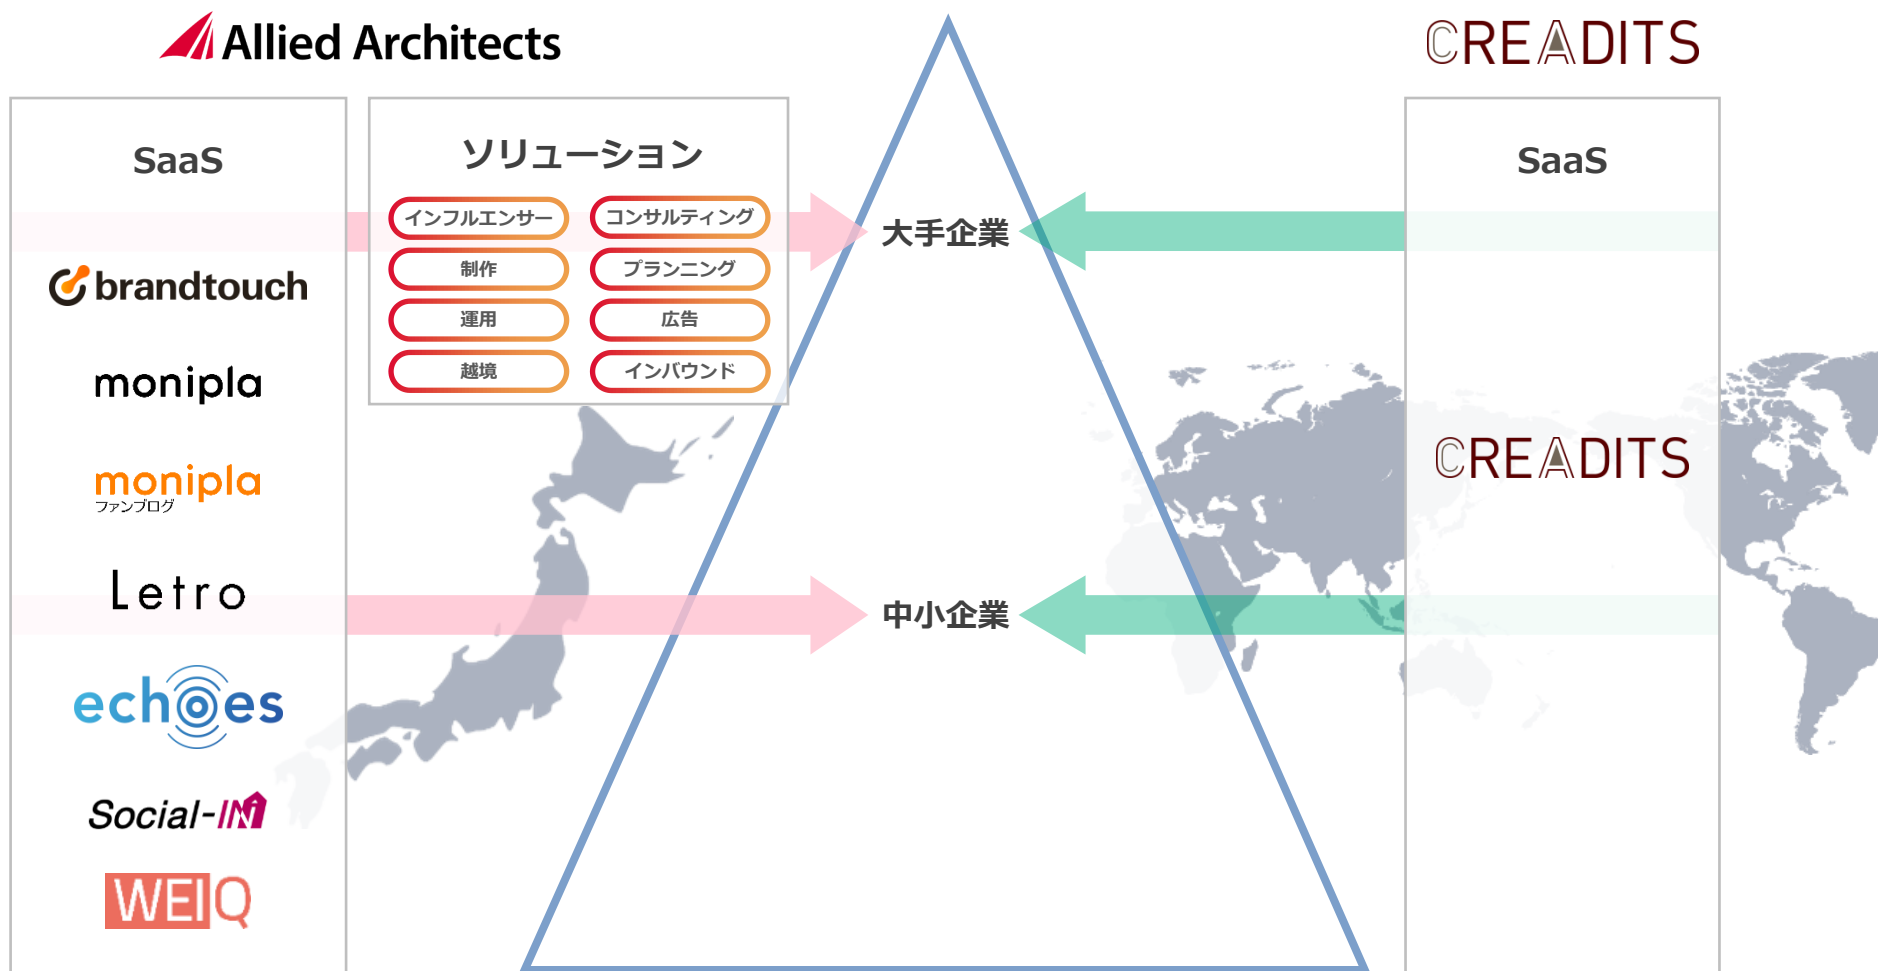 Allied Architects
CREADITS
SaaS
brandtouch
monipla
monipla
ファンブログ
Letro
echoes
Social-IN
WEIQ
ソリューション
インフルエンサー
コンサルティング
制作
プランニング
運用
広告
越境
インバウンド
大手企業
中小企業
SaaS
CREADITS